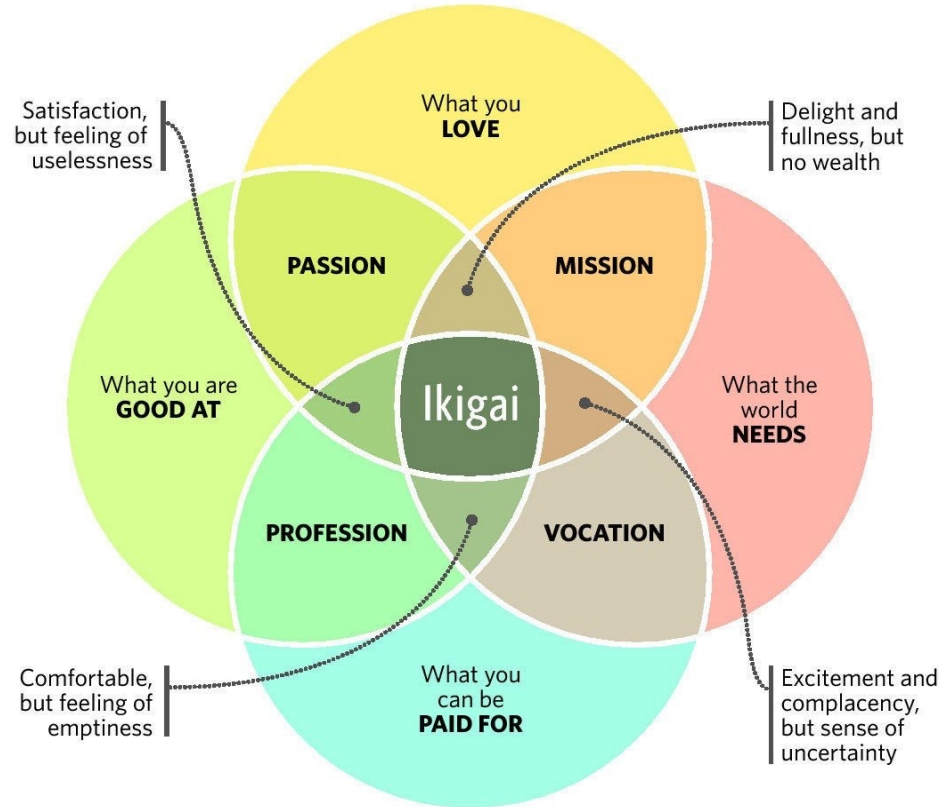 What you
LOVE
Satisfaction,
but feeling of
uselessness
Delight and
fullness, but
no wealth
PASSION
MISSION
What you are
GOOD AT
Ikigai
What the
world
NEEDS
PROFESSION
VOCATION
Comfortable,
but feeling of
emptiness
What you
can be
PAID FOR
Excitement and
complacency,
but sense of
uncertainty